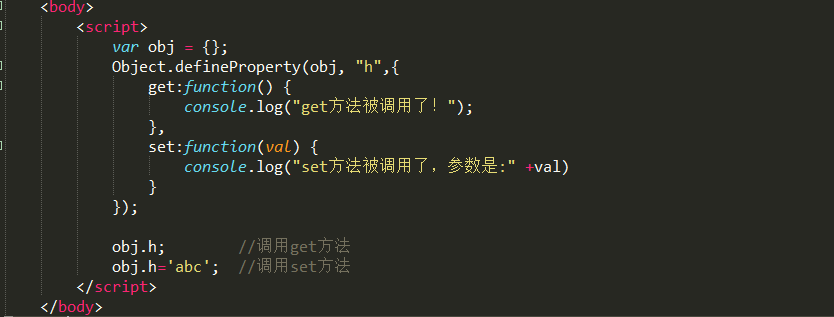 <body>
<script>
var obj = {};
Object.defineProperty(obj, "h",{
get:function() {
console.log("get方法被调用了！");
},
set:function(val) {
console.log("set方法被调用了，参数是:" +val)
}
});
obj.h; //调用get方法
obj.h='abc'; //调用set方法
</script>
</body>